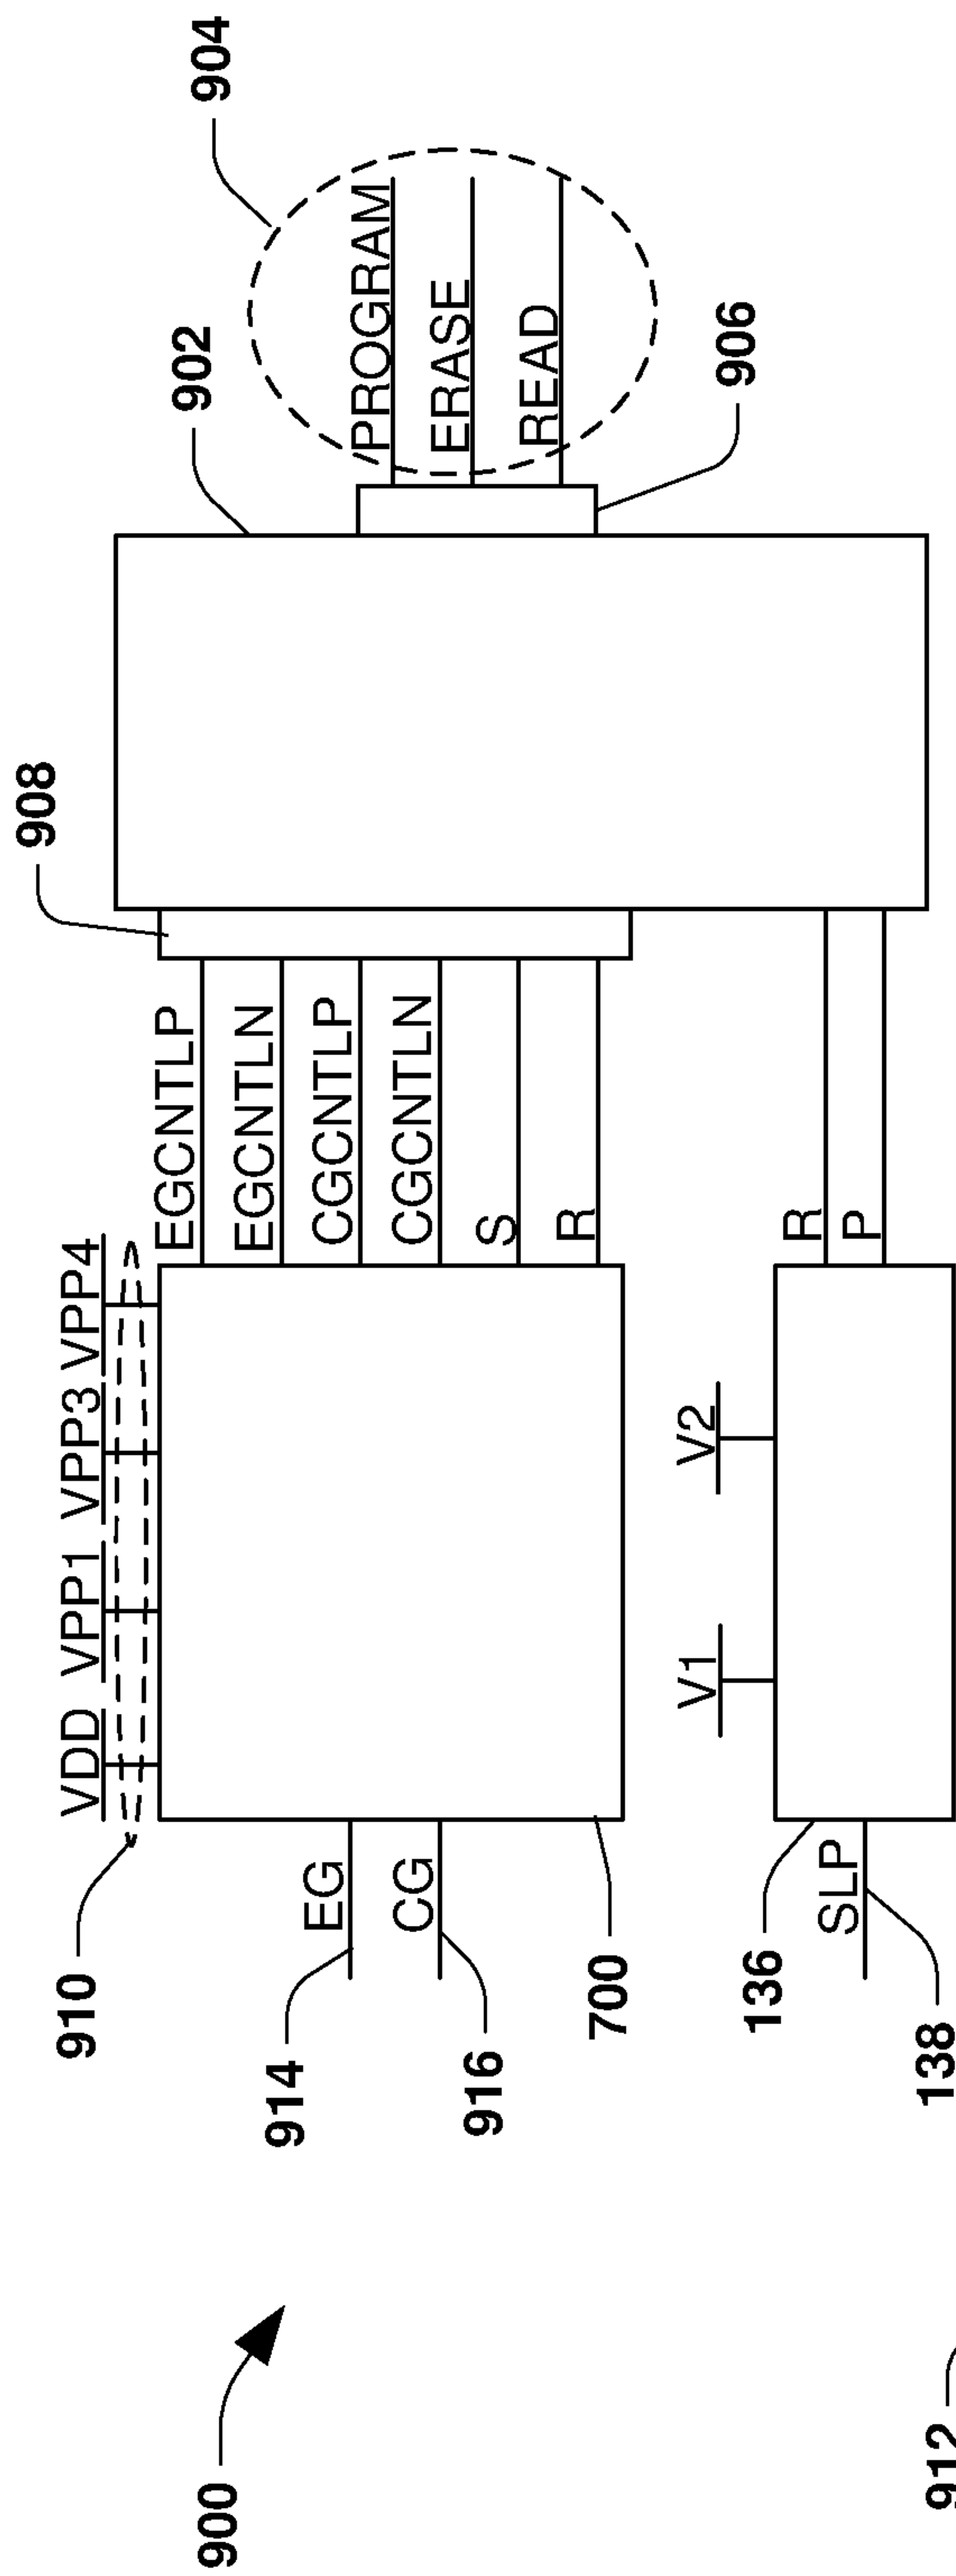 908
910
VDD VPP1 VPP3 VPP4
EGCNTLP
902
904
900
EGCNTLN
914
EG
CGCNTLP
PROGRAM
CG
CGCNTLN
ERASE
916
S
READ
R
700
V1 V2
906
136
R
SLP
P
138
912